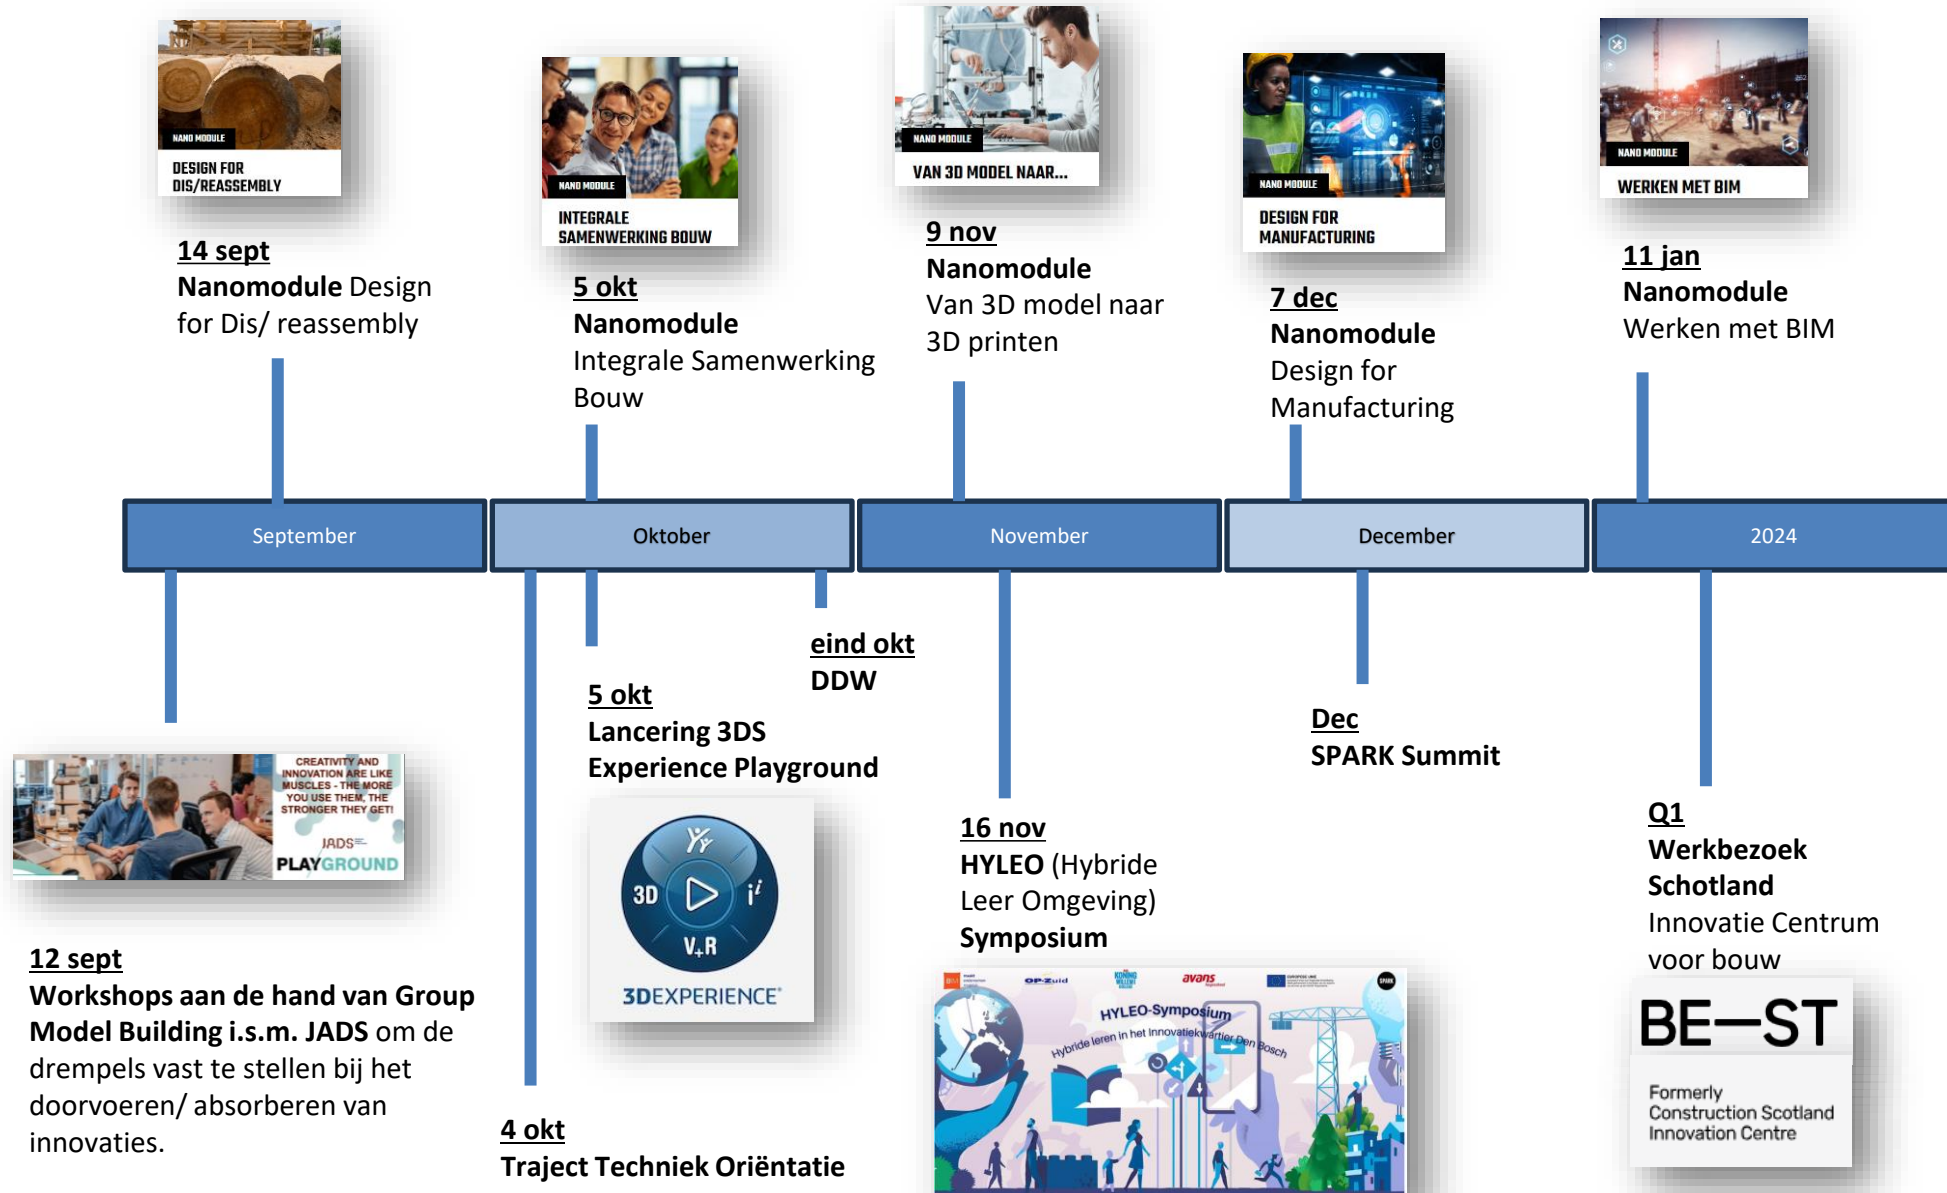 NANO MODULE
DESIGN FOR
DIS/REASSEMBLY
14 sept
Nanomodule Design
for Dis/ reassembly
NANO MODULE
INTEGRALE
SAMENWERKING BOUW
5 okt
Nanomodule
Integrale Samenwerking
Bouw
NANO MODULE
VAN 3D MODEL NAAR...
9 nov
Nanomodule
Van 3D model naar
3D printen
NANO MODULE
DESIGN FOR
MANUFACTURING
7 dec
Nanomodule
Design for
Manufacturing
NANO MODULE
WERKEN MET BIM
11 jan
Nanomodule
Werken met BIM
September
Oktober
November
December
2024
CREATIVITY AND
INNOVATION ARE LIKE
MUSCLES - THE MORE
YOU USE THEM, THE
STRONGER THEY GET!
JADS
PLAYGROUND
12 sept
Workshops aan de hand van Group
Model Building i.s.m. JADS om de
drempels vast te stellen bij het
doorvoeren/ absorberen van
innovaties.
4 okt
Traject Techniek Oriëntatie
5 okt
Lancering 3DS
Experience Playground
3D
V+R
3DEXPERIENCE
eind okt
DDW
16 nov
HYLEO (Hybride
Leer Omgeving)
Symposium
OP-Zuid
KONING
WILLEM I
avans
EUROPESE UNIE
SPARK
HYLEO-Symposium
Hybride leren in het Innovatiekwartier Den Bosch
Dec
SPARK Summit
Q1
Werkbezoek
Schotland
Innovatie Centrum
voor bouw
BE—ST
Formerly
Construction Scotland
Innovation Centre